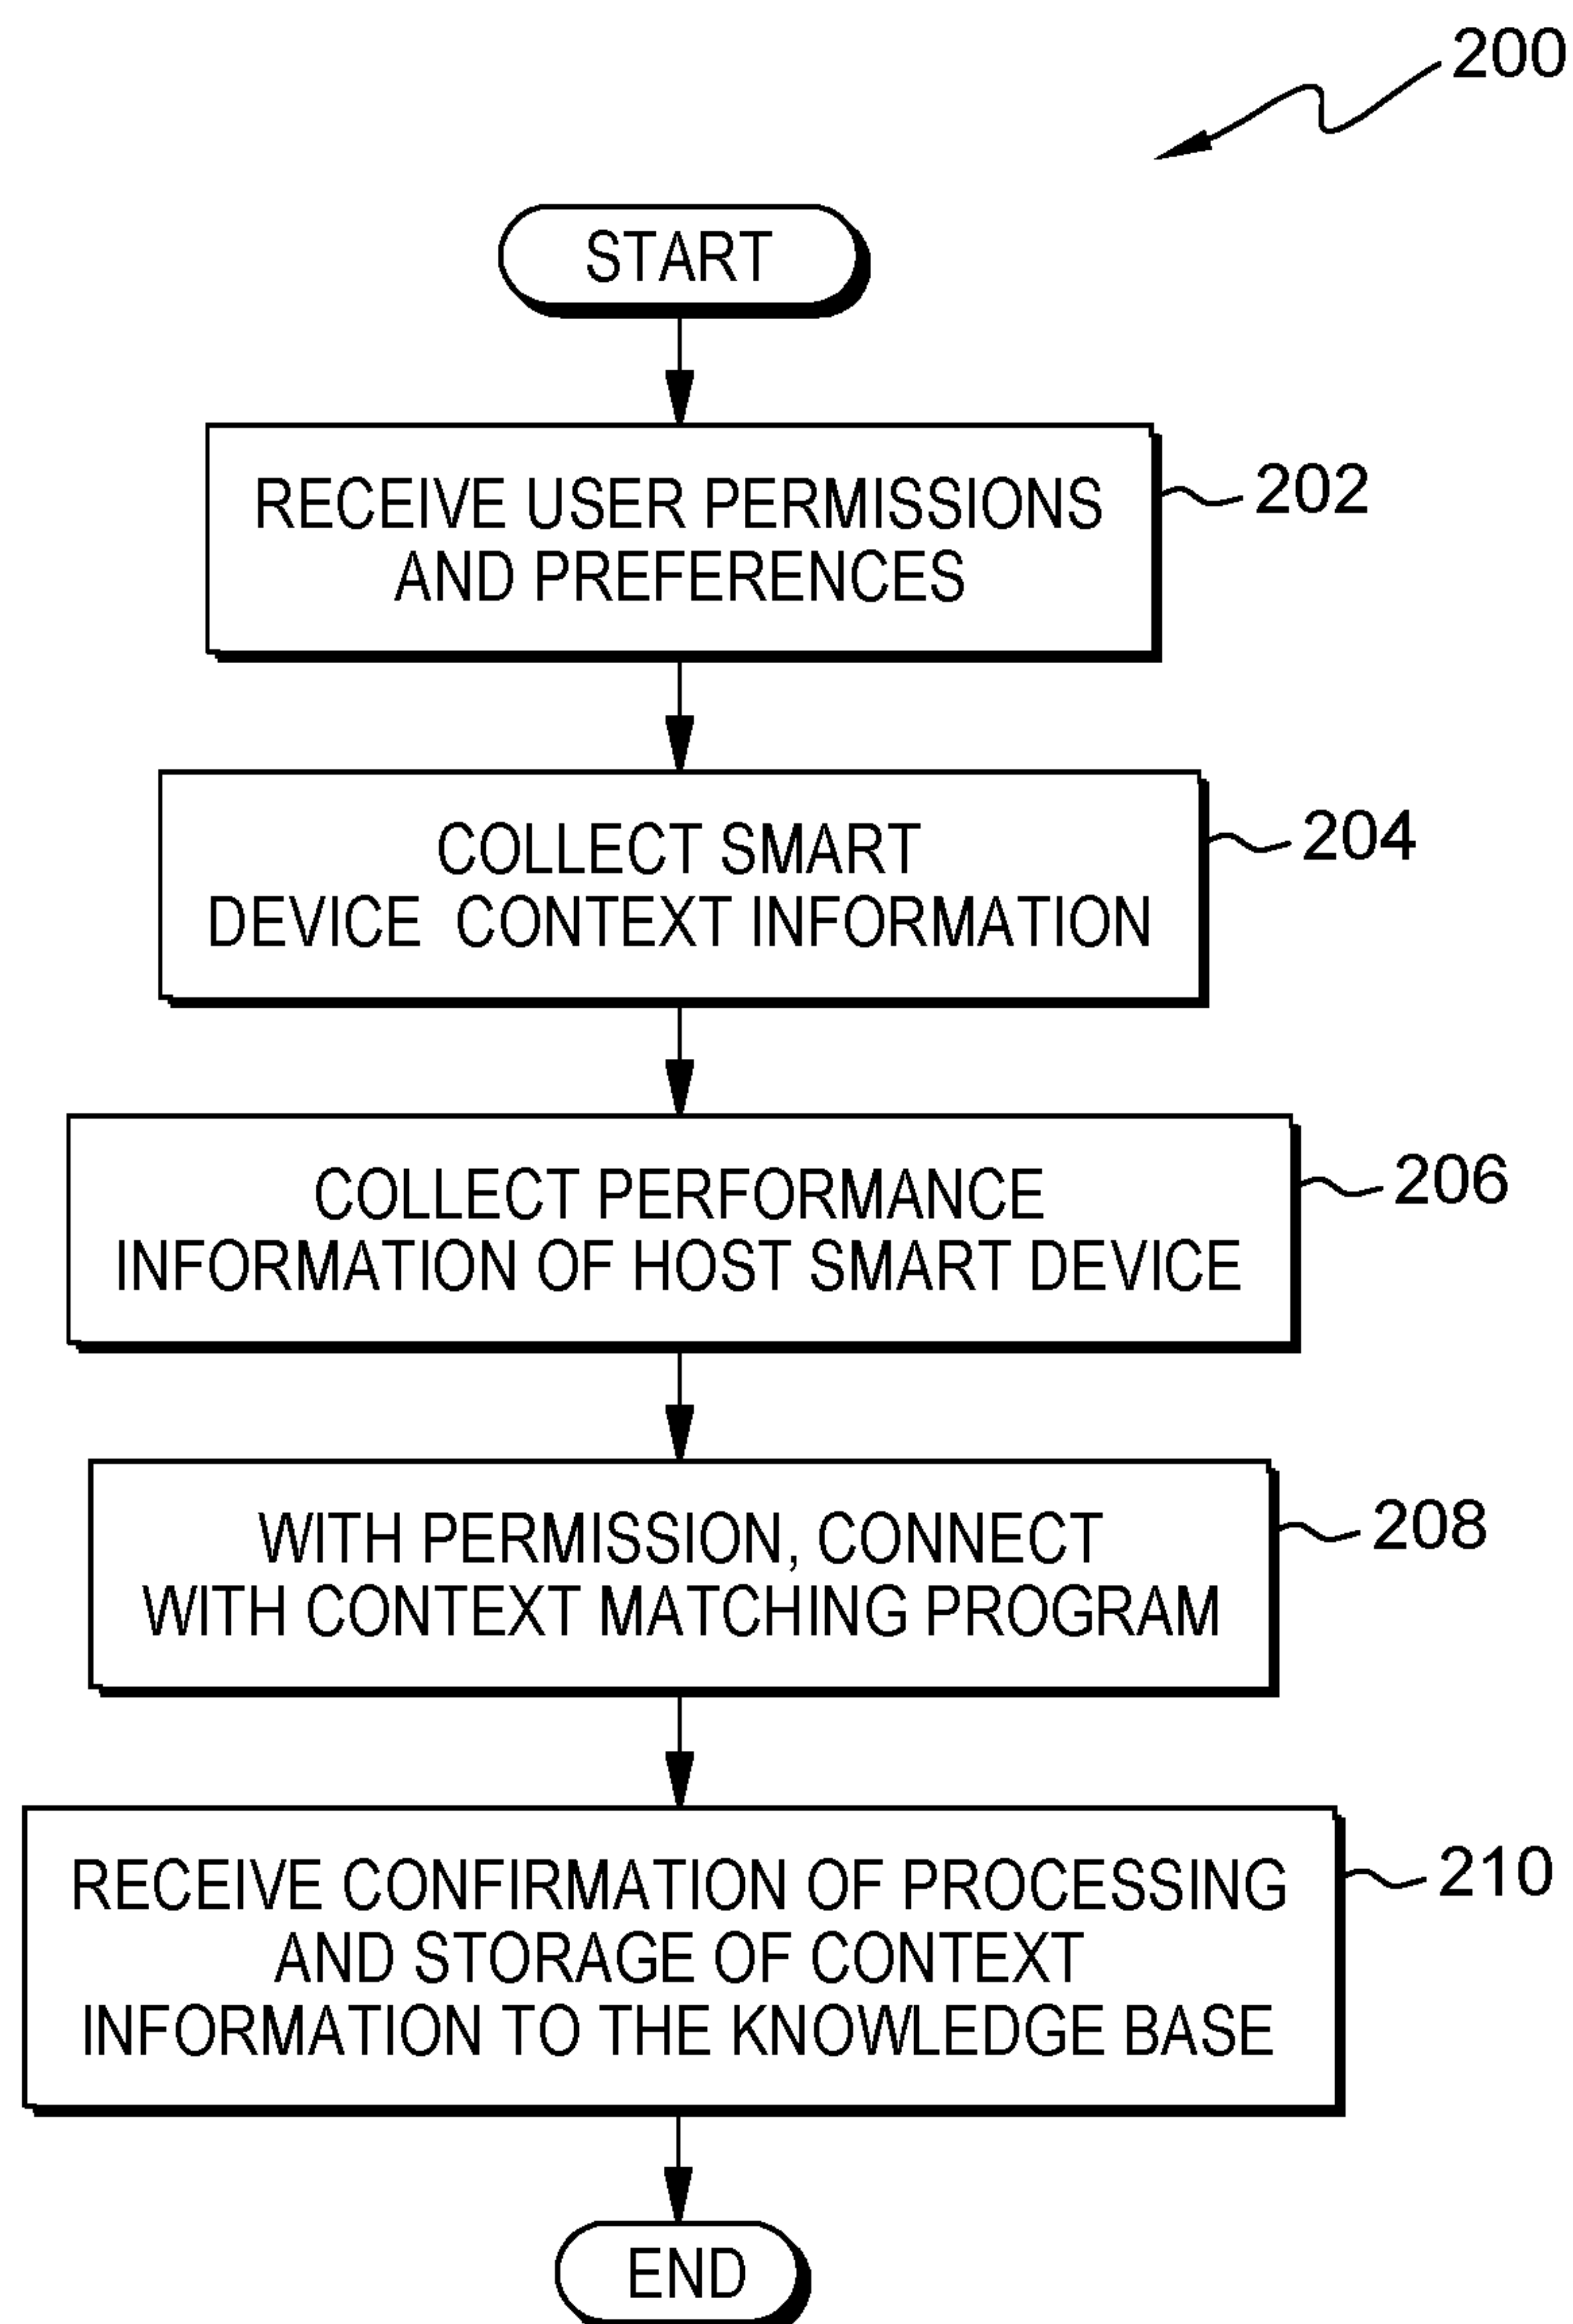 200
START
RECEIVE USER PERMISSIONS
AND PREFERENCES
202
COLLECT SMART
DEVICE CONTEXT INFORMATION
204
COLLECT PERFORMANCE
INFORMATION OF HOST SMART DEVICE
206
WITH PERMISSION, CONNECT
WITH CONTEXT MATCHING PROGRAM
208
RECEIVE CONFIRMATION OF PROCESSING
AND STORAGE OF CONTEXT
INFORMATION TO THE KNOWLEDGE BASE
210
END